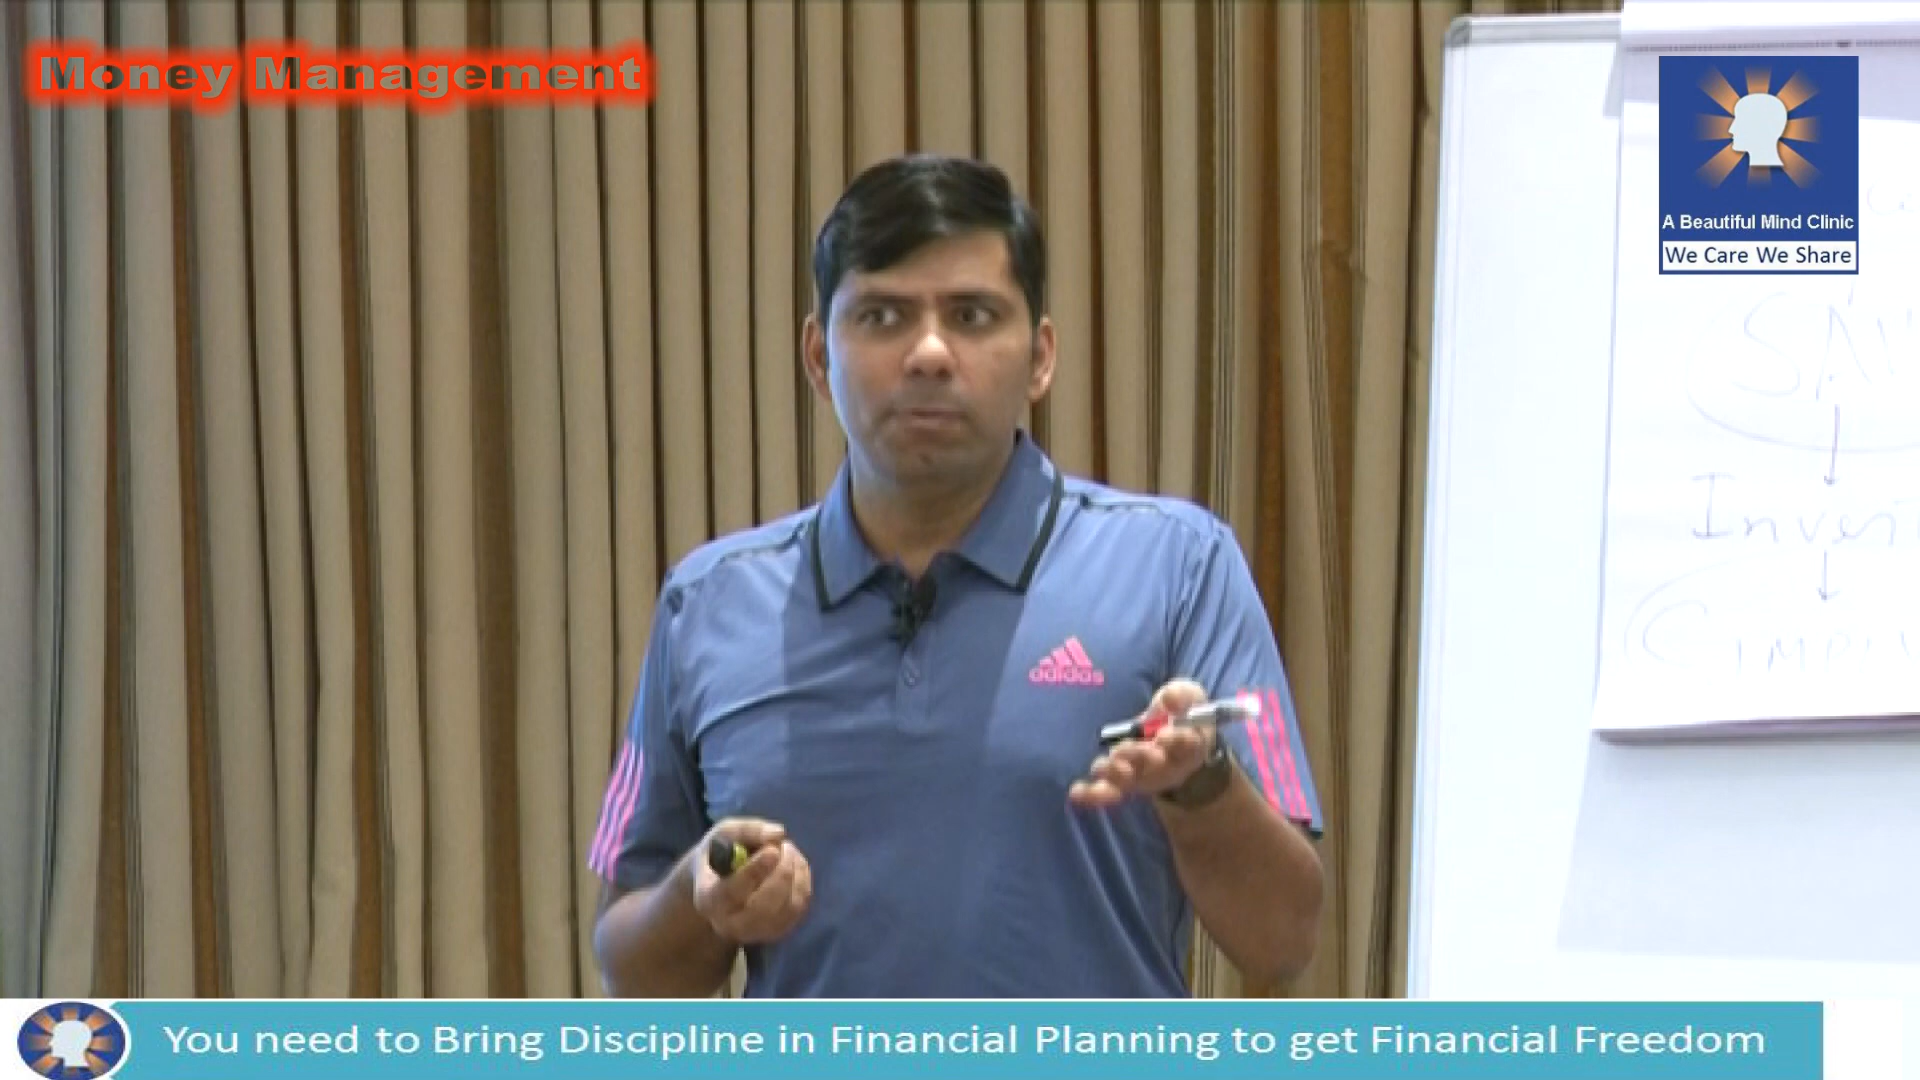 Money Management
A Beautiful Mind Clinic
We Care We Share
adidas
You need to Bring Discipline in Financial Planning to get Financial Freedom